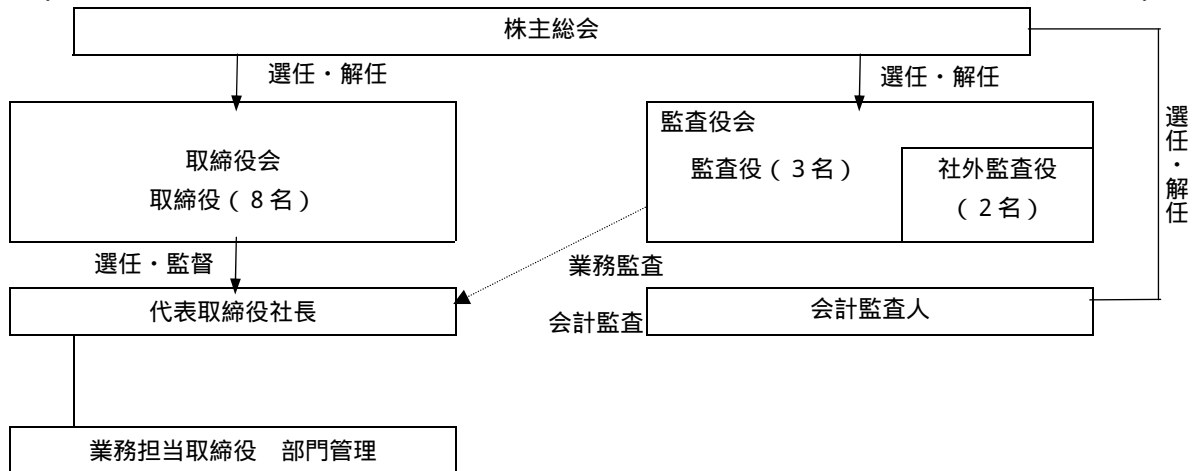 株主総会
選任・解任
選任・解任
選任・解任
取締役会
取締役(8名)
監査役会
監査役(3名)
社外監査役
(2名)
選任・監督
業務監査
代表取締役社長
会計監査
会計監査人
業務担当取締役 部門管理